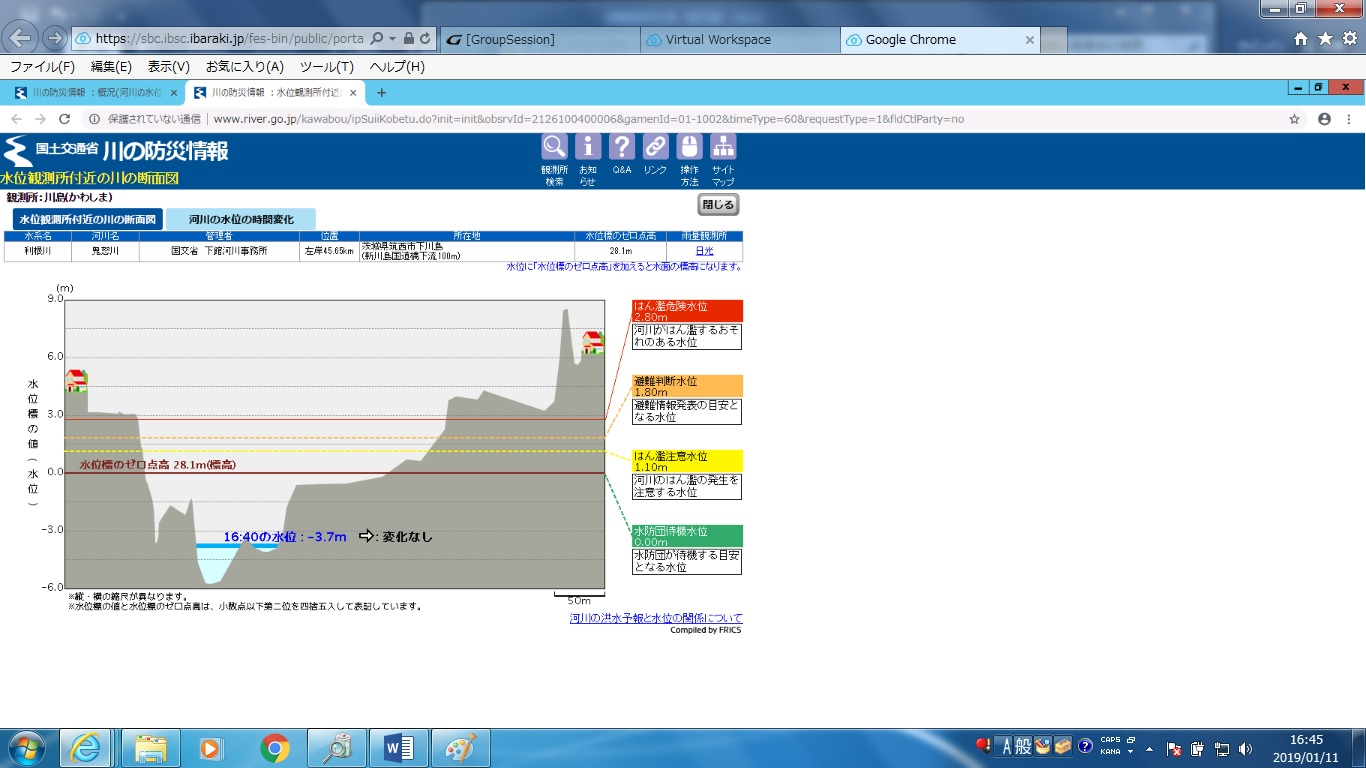 https://sbc.ibsc.ibaraki.jp/fes-bin/public/porta
[GroupSession]
Virtual Workspace
Google Chrome
ファイル(F) 編集(E) 表示(V) お気に入り(A) ツール(T) ヘルプ(H)
川の防災情報 ：概況(河川の水位
川の防災情報 ：水位観測所付近
保護されていない通信 | www.river.go.jp/kawabou/ipSuiiKobetu.do?init=init&obsrvId=2126100400006&gamenId=01-1002&timeType=60&requestType=1&fldCtlParty=no
国土交通省 川の防災情報
観測所検索 お知らせ Q&A リンク 操作方法 サイトマップ
水位観測所付近の川の断面図
観測所：川島(かわしま)
閉じる
水位観測所付近の川の断面図 河川の水位の時間変化
水系名 河川名 管理者 位置 所在地 水位標のゼロ点高 雨量観測所
利根川 鬼怒川 国交省 下館河川事務所 左岸45.65km 茨城県筑西市下川島 (新川島国道橋下流100m) 28.1m 日光
水位に「水位標のゼロ点高」を加えると水面の標高になります。
(m)
9.0
6.0
3.0
0.0
-3.0
-6.0
水位標の値(水位)
水位標のゼロ点高 28.1m(標高)
16:40の水位：-3.7m ：変化なし
はん濫危険水位
2.80m
河川がはん濫するおそ
れのある水位
避難判断水位
1.80m
避難情報発表の目安と
なる水位
はん濫注意水位
1.10m
河川のはん濫の発生を
注意する水位
水防団待機水位
0.00m
水防団が待機する目安
となる水位
50m
※縦・横の縮尺が異なります。
※水位標の値と水位標のゼロ点高は、小数点以下第二位を四捨五入して表記しています。
河川の洪水予報と水位の関係について
Compiled by FRICS
A 般
CAPS
KANA
16:45
2019/01/11